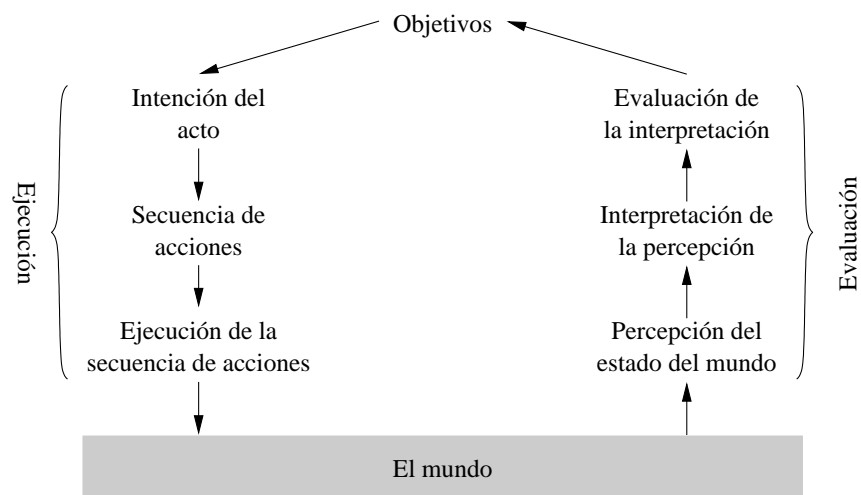 Objetivos
Intención del
acto
Secuencia de
acciones
Ejecución de la
secuencia de acciones
Ejecución
Evaluación de
la interpretación
Interpretación de
la percepción
Percepción del
estado del mundo
Evaluación
El mundo